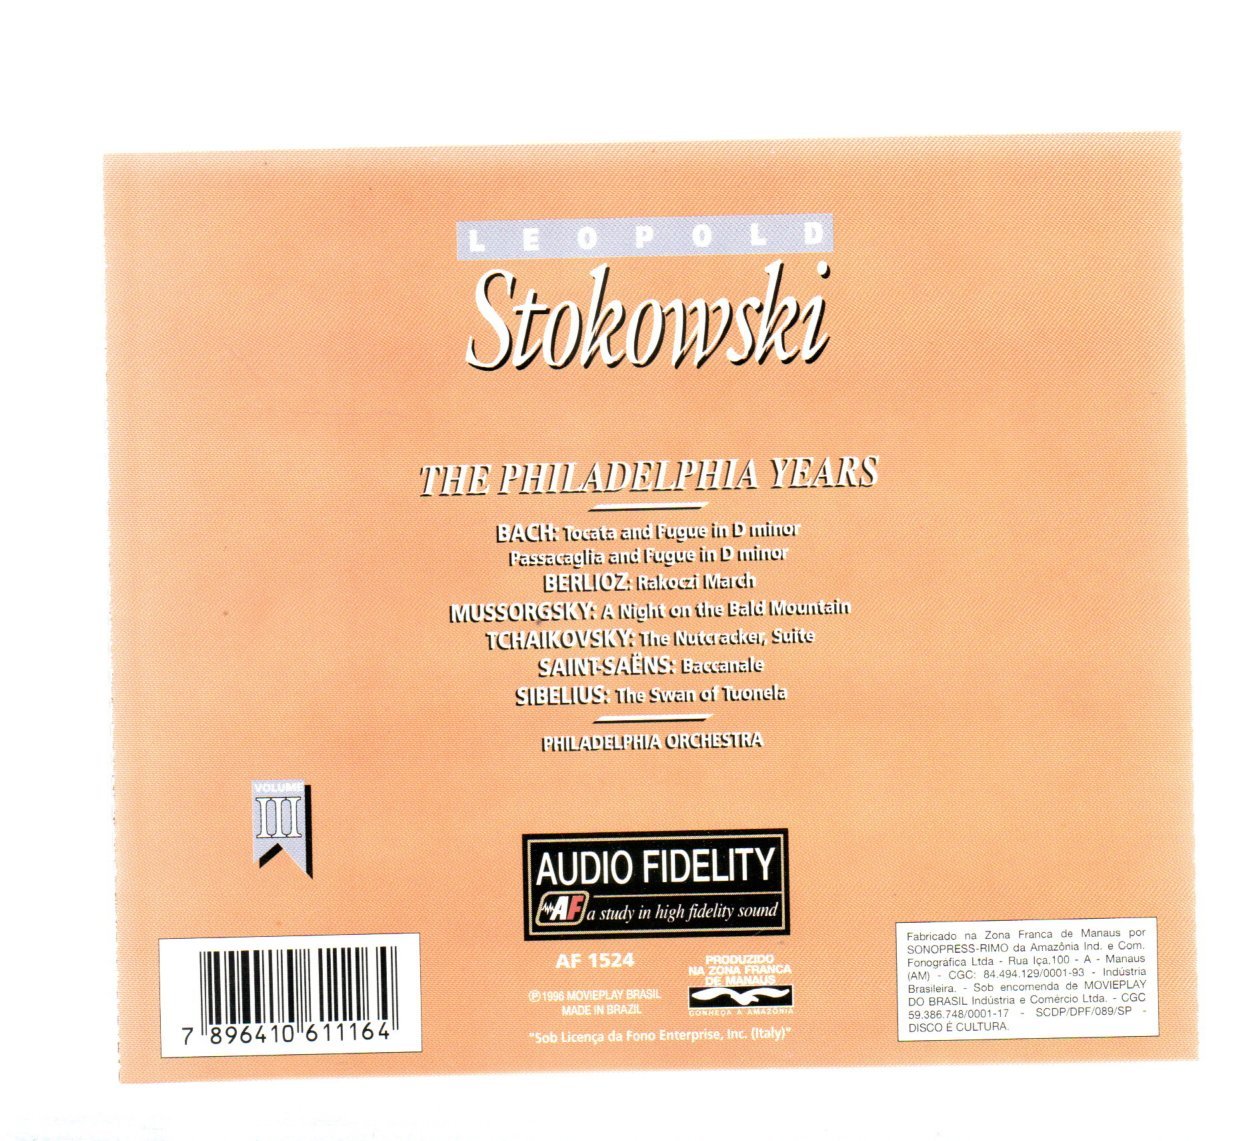 LEOPOLD
Stokowski
THE PHILADELPHIA YEARS
BACH: Tocata and Fugue in D minor
Passacaglia and Fugue in D minor
BERLIOZ: Rakoczi March
MUSSORGSKY: A Night on the Bald Mountain
TCHAIKOVSKY: The Nutcracker, Suite
SAINT-SAËNS: Baccanale
SIBELIUS: The Swan of Tuonela
PHILADELPHIA ORCHESTRA
VOLUME
III
AUDIO FIDELITY
AF a study in high fidelity sound
AF 1524
℗ 1996 MOVIEPLAY BRASIL
MADE IN BRAZIL
PRODUZIDO
NA ZONA FRANCA
DE MANAUS
CONHEÇA A AMAZÔNIA
"Sob Licença da Fono Enterprise, Inc. (Italy)"
7 896410 611164
Fabricado na Zona Franca de Manaus por
SONOPRESS-RIMO da Amazônia Ind. e Com.
Fonográfica Ltda - Rua Iça.100 - A - Manaus
(AM) - CGC: 84.494.129/0001-93 - Indústria
Brasileira. - Sob encomenda de MOVIEPLAY
DO BRASIL Indústria e Comércio Ltda. - CGC
59.386.748/0001-17 - SCDP/DPF/089/SP -
DISCO É CULTURA.